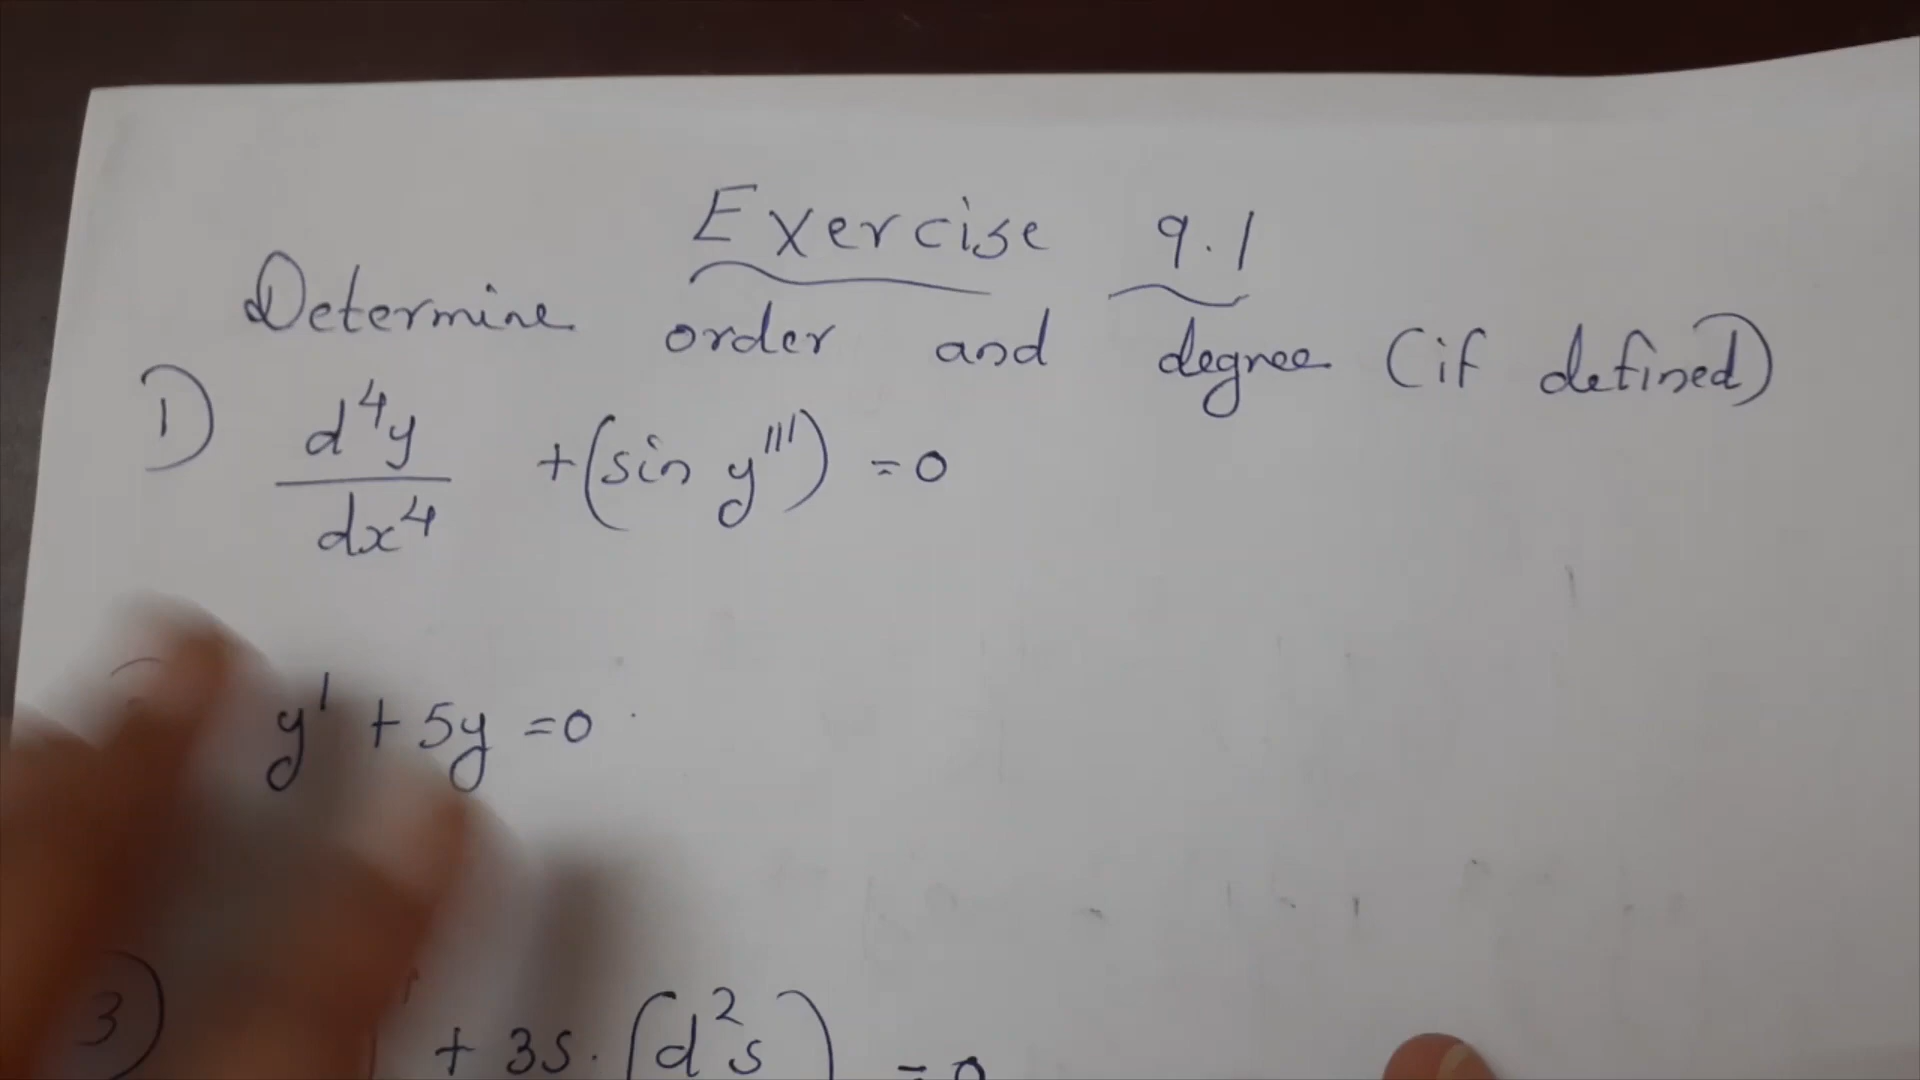 Exercise 9.1
Determine order and degree (if defined)
1) d⁴y/dx⁴ + (sin y''') = 0
y' + 5y = 0
3) + 3s. (d²s) = 0